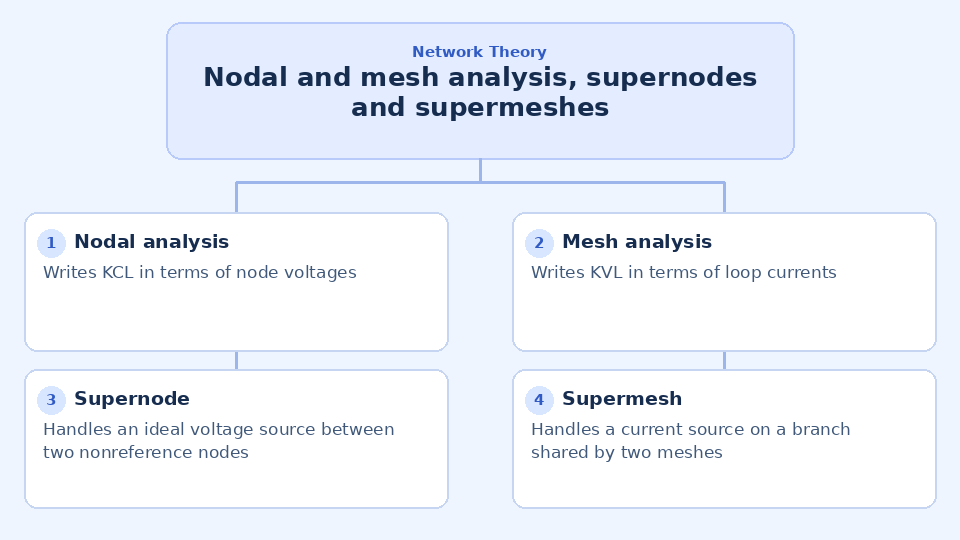 Network Theory
Nodal and mesh analysis, supernodes
and supermeshes
1 Nodal analysis
Writes KCL in terms of node voltages
2 Mesh analysis
Writes KVL in terms of loop currents
3 Supernode
Handles an ideal voltage source between
two nonreference nodes
4 Supermesh
Handles a current source on a branch
shared by two meshes